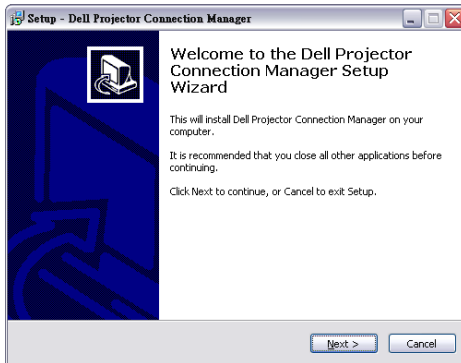 Setup - Dell Projector Connection Manager
Welcome to the Dell Projector
Connection Manager Setup
Wizard
This will install Dell Projector Connection Manager on your
computer.
It is recommended that you close all other applications before
continuing.
Click Next to continue, or Cancel to exit Setup.
Next >
Cancel